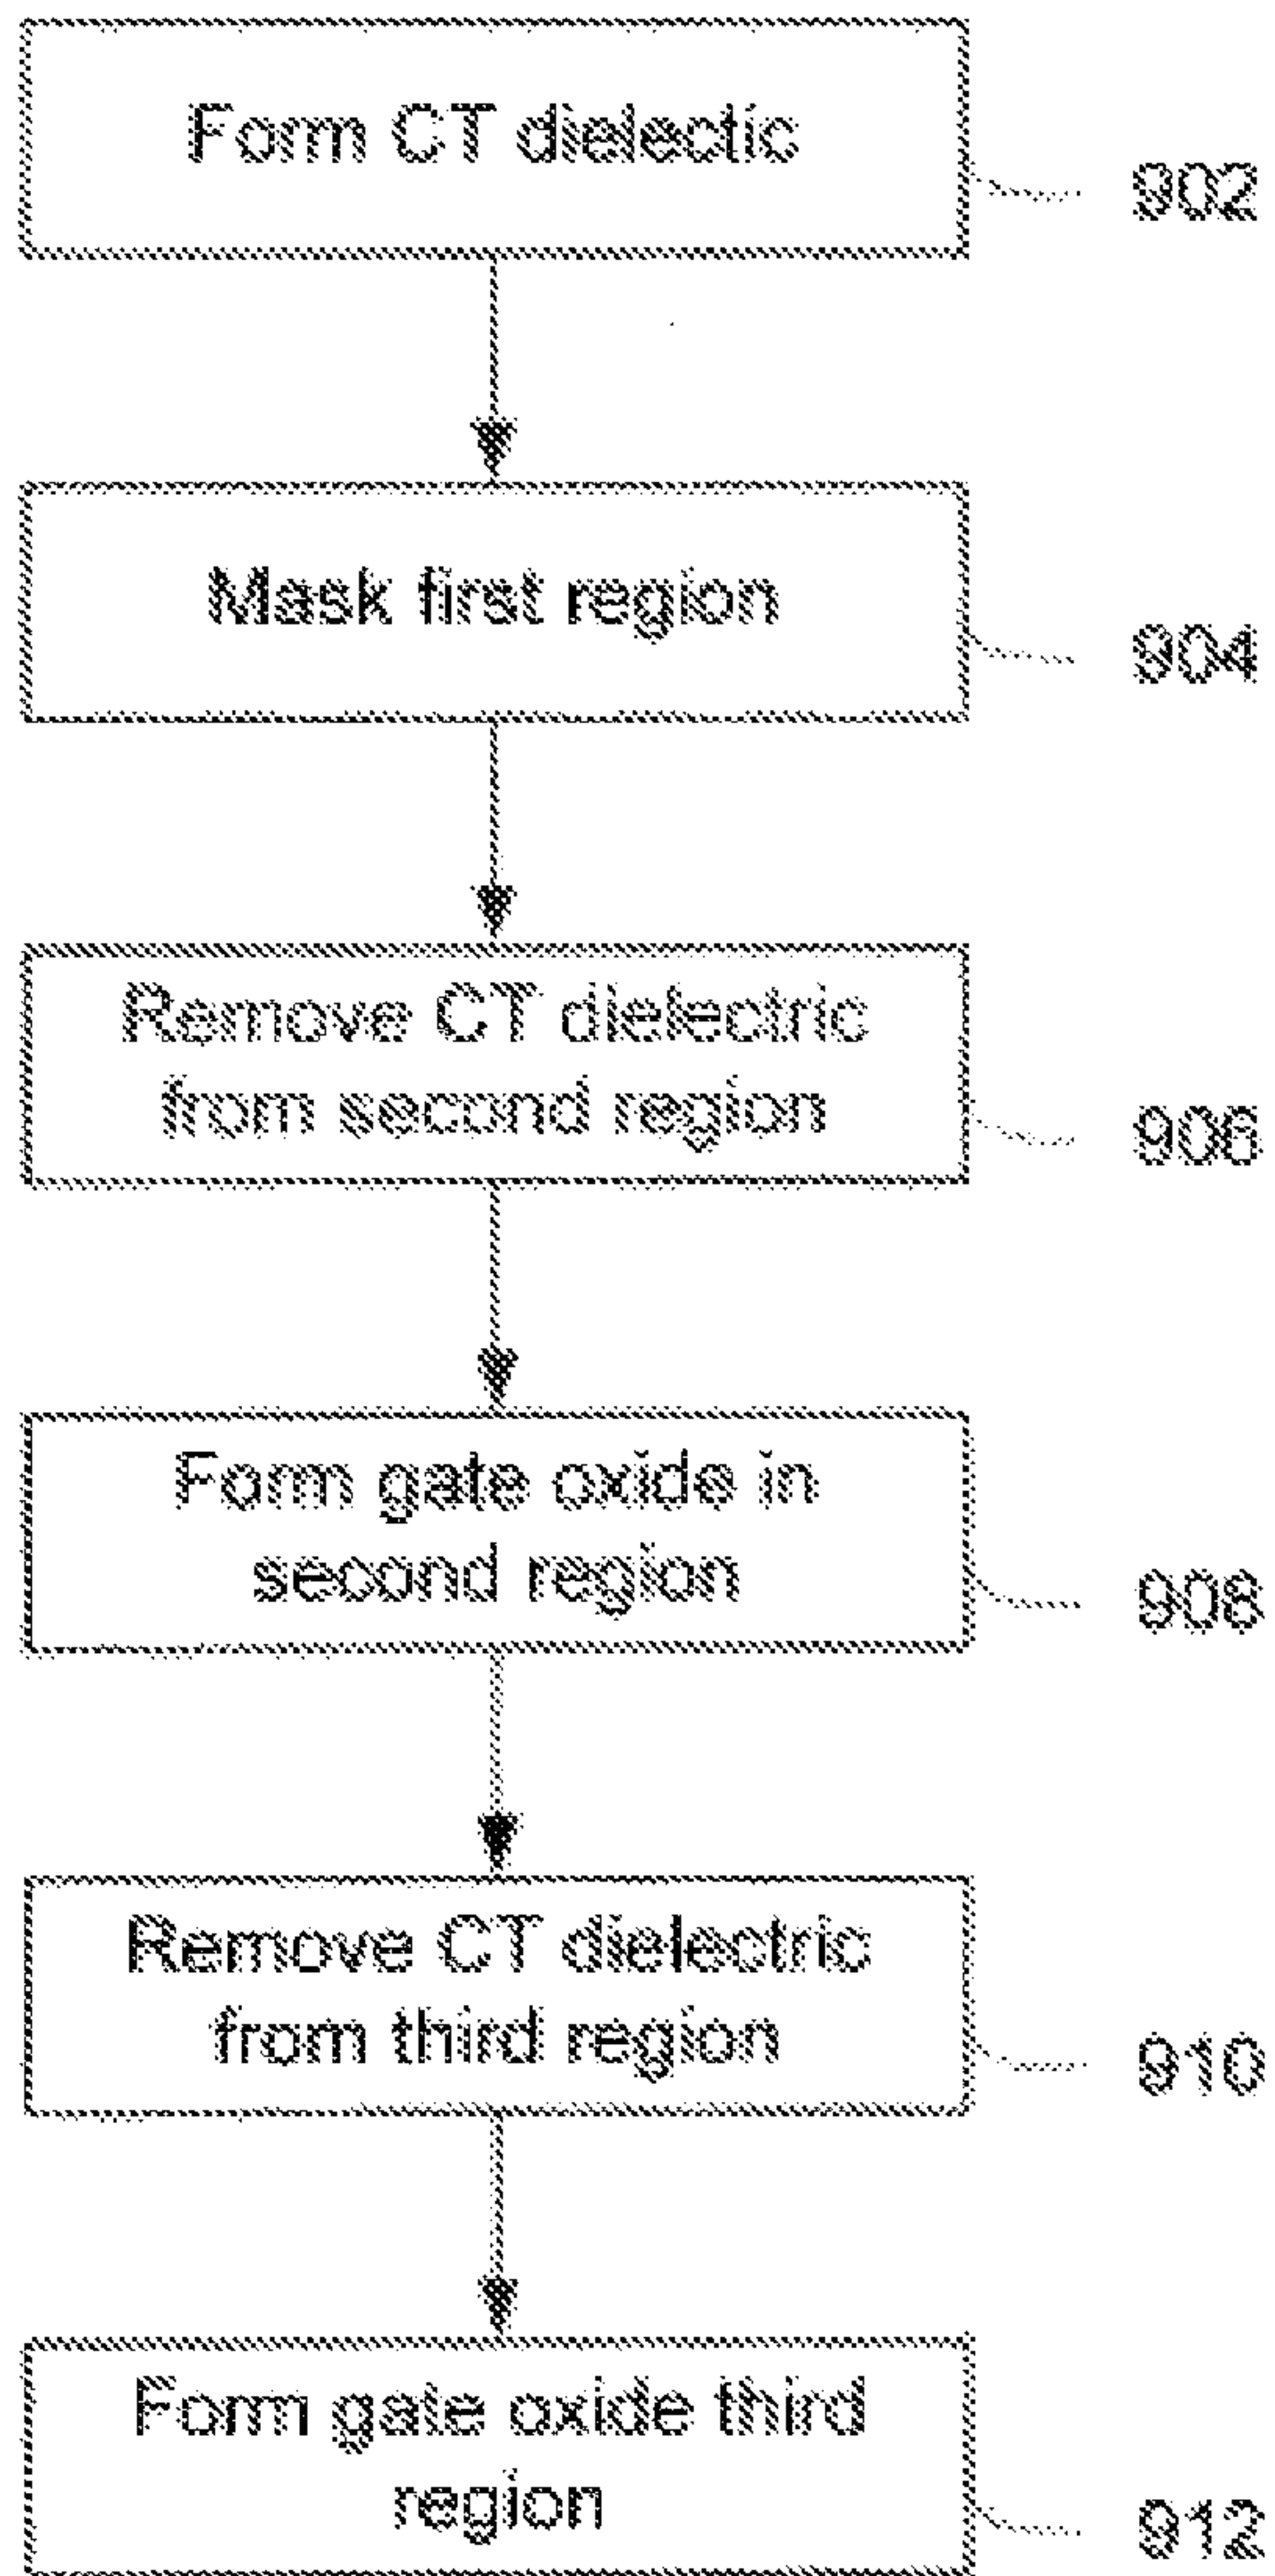 Form CT dielectic
902
Mask first region
904
Remove CT dielectric
from second region
906
Form gate oxide in
second region
908
Remove CT dielectric
from third region
910
Form gate oxide third
region
912